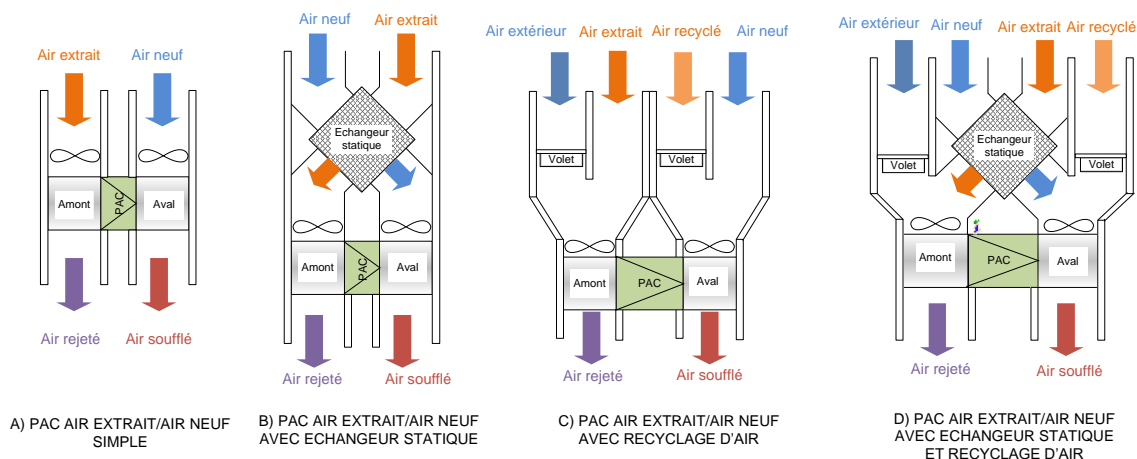 Air extrait
Air neuf
Amont
PAC
Aval
Air rejeté
Air soufflé
A) PAC AIR EXTRAIT/AIR NEUF
SIMPLE
Air neuf
Air extrait
Echangeur
statique
Amont
PAC
Aval
Air rejeté
Air soufflé
B) PAC AIR EXTRAIT/AIR NEUF
AVEC ECHANGEUR STATIQUE
Air extérieur
Air extrait
Air recyclé
Air neuf
Volet
Volet
Amont
PAC
Aval
Air rejeté
Air soufflé
C) PAC AIR EXTRAIT/AIR NEUF
AVEC RECYCLAGE D'AIR
Air extérieur
Air neuf
Air extrait
Air recyclé
Echangeur
statique
Volet
Volet
Amont
PAC
Aval
Air rejeté
Air soufflé
D) PAC AIR EXTRAIT/AIR NEUF
AVEC ECHANGEUR STATIQUE
ET RECYCLAGE D'AIR